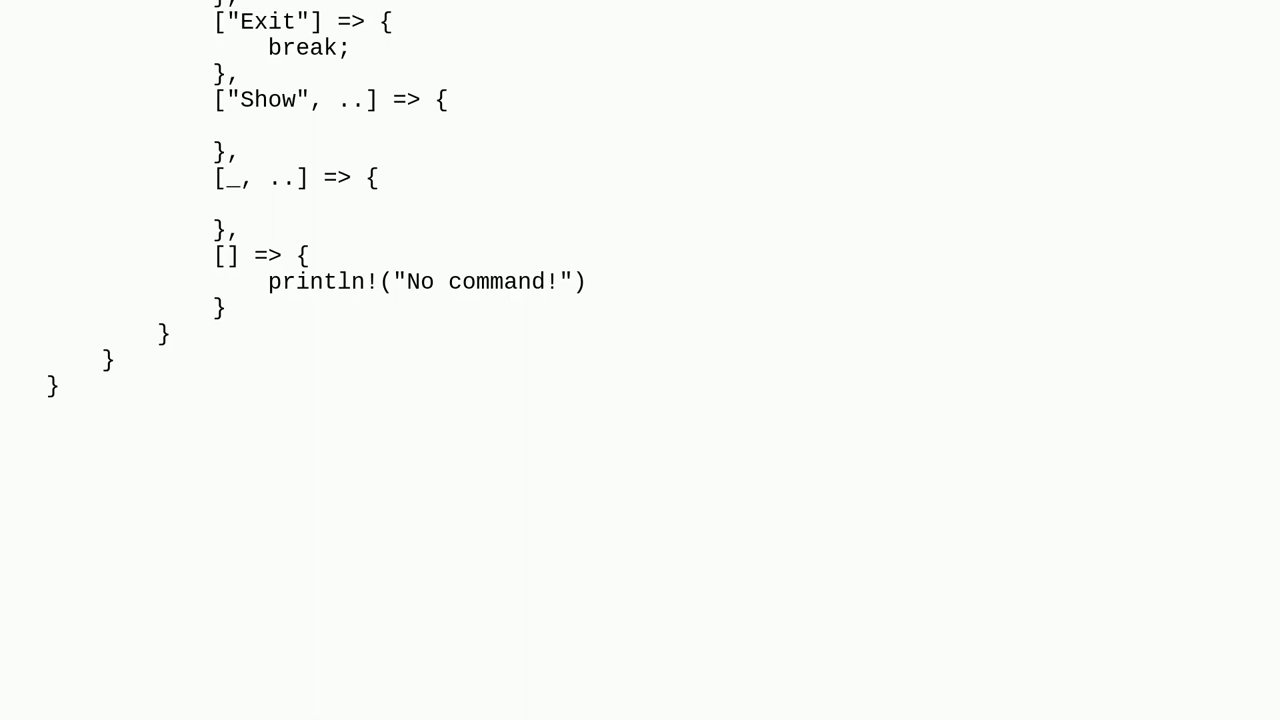 },
["Exit"] => {
break;
},
["Show", ..] => {
},
[_, ..] => {
},
[] => {
println!("No command!")
}
}
}
}